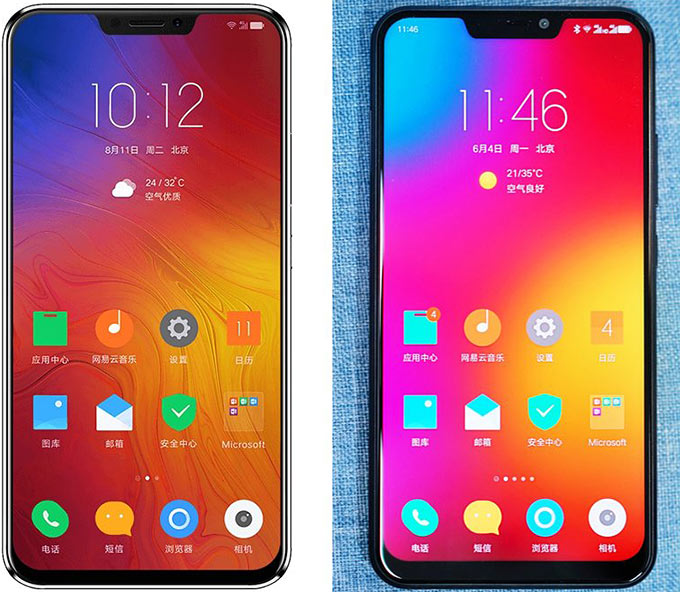 10:12
8月11日 周二 北京
24 / 32°C
空气优质
11
应用中心 网易云音乐 设置 日历
图库 邮箱 安全中心 Microsoft
电话 短信 浏览器 相机
11:46
11:46
6月4日 周一 北京
21/35°C
空气良好
4
4
应用中心 网易云音乐 设置 日历
图库 邮箱 安全中心 Microsoft
电话 短信 浏览器 相机